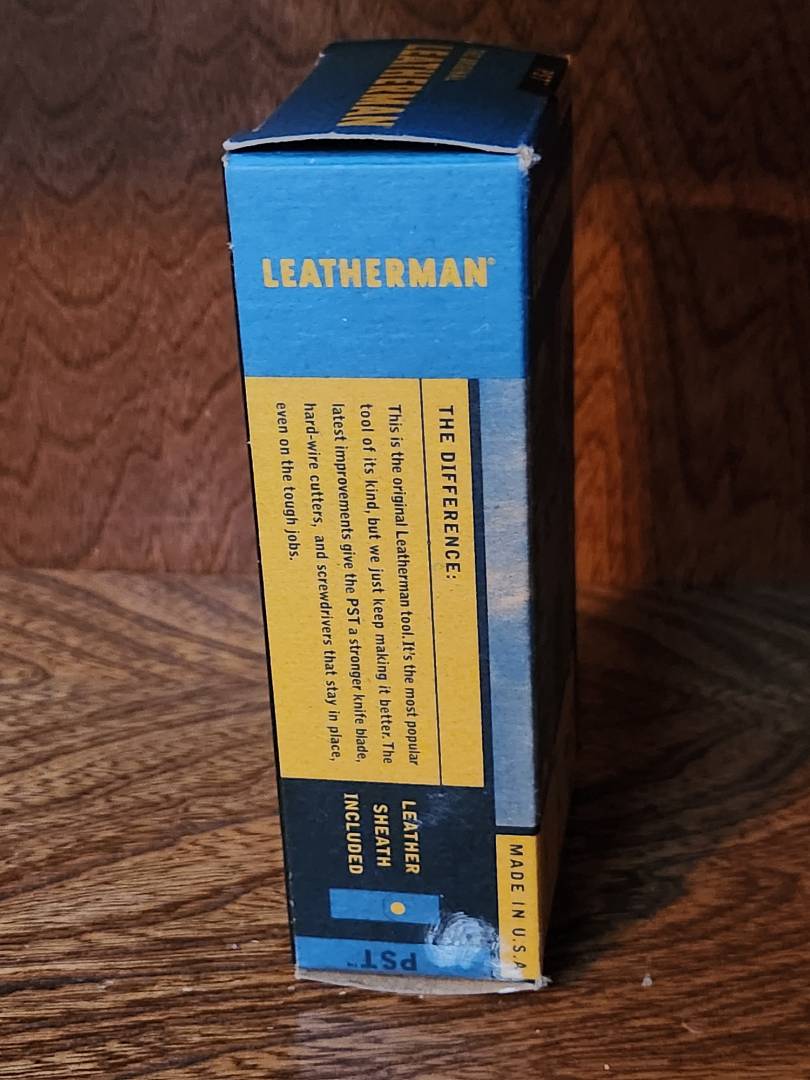 LEATHERMAN
LEATHERMAN®
THE DIFFERENCE:
This is the original Leatherman tool. It's the most popular
tool of its kind, but we just keep making it better. The
latest improvements give the PST a stronger knife blade,
hard-wire cutters, and screwdrivers that stay in place,
even on the tough jobs.
LEATHER
SHEATH
INCLUDED
MADE IN U.S.A
PST™